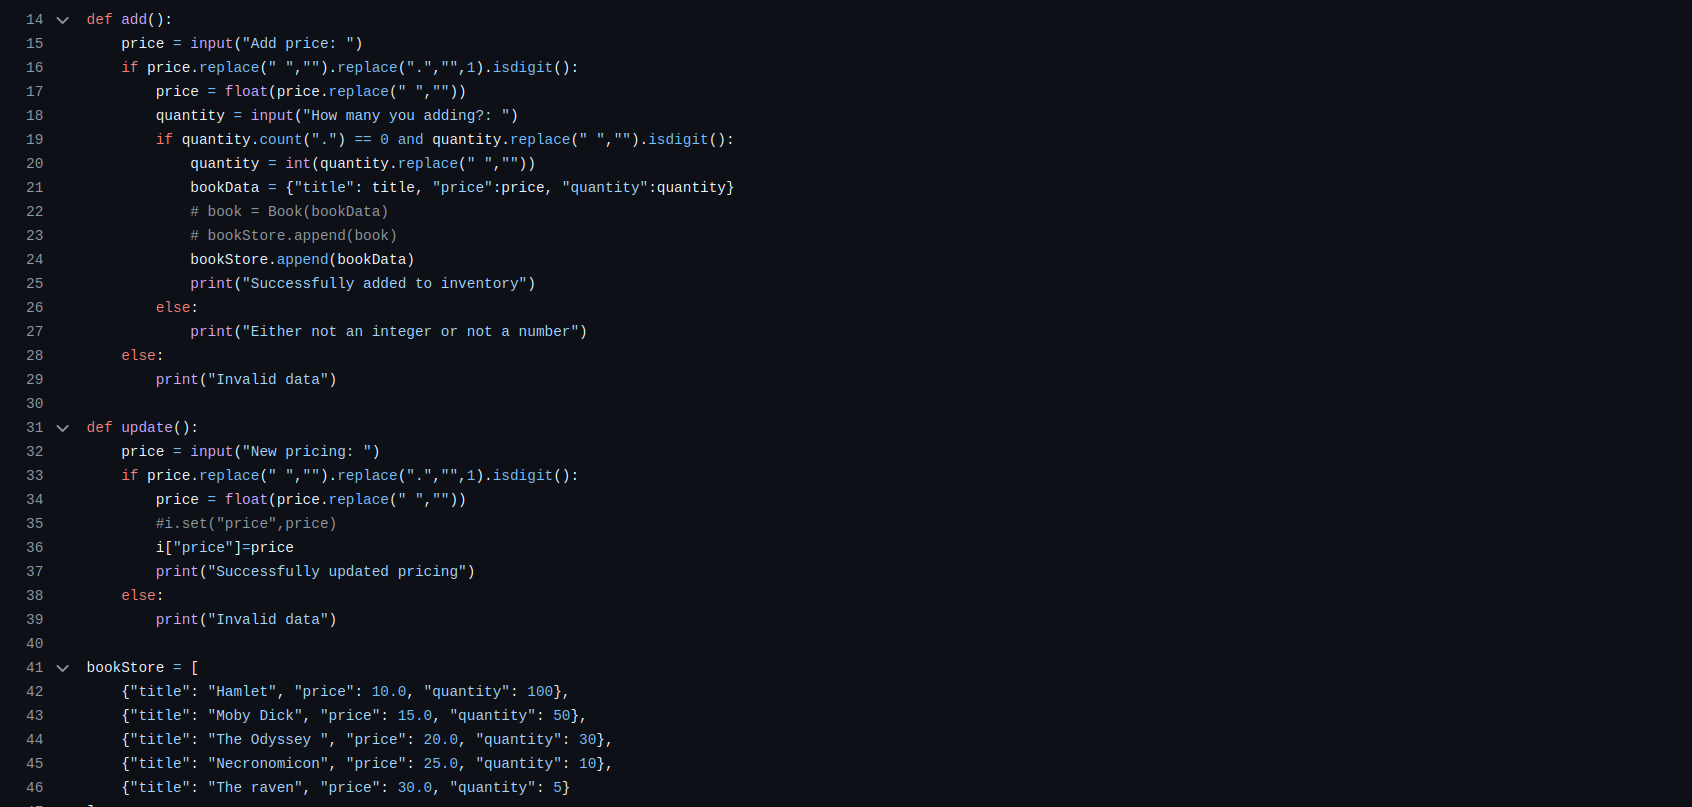 14 def add():
15     price = input("Add price: ")
16     if price.replace(" ","").replace(".","",1).isdigit():
17         price = float(price.replace(" ",""))
18         quantity = input("How many you adding?: ")
19         if quantity.count(".") == 0 and quantity.replace(" ","").isdigit():
20             quantity = int(quantity.replace(" ",""))
21             bookData = {"title": title, "price":price, "quantity":quantity}
22             # book = Book(bookData)
23             # bookStore.append(book)
24             bookStore.append(bookData)
25             print("Successfully added to inventory")
26         else:
27             print("Either not an integer or not a number")
28     else:
29         print("Invalid data")
30
31 def update():
32     price = input("New pricing: ")
33     if price.replace(" ","").replace(".","",1).isdigit():
34         price = float(price.replace(" ",""))
35         #i.set("price",price)
36         i["price"]=price
37         print("Successfully updated pricing")
38     else:
39         print("Invalid data")
40
41 bookStore = [
42     {"title": "Hamlet", "price": 10.0, "quantity": 100},
43     {"title": "Moby Dick", "price": 15.0, "quantity": 50},
44     {"title": "The Odyssey ", "price": 20.0, "quantity": 30},
45     {"title": "Necronomicon", "price": 25.0, "quantity": 10},
46     {"title": "The raven", "price": 30.0, "quantity": 5}